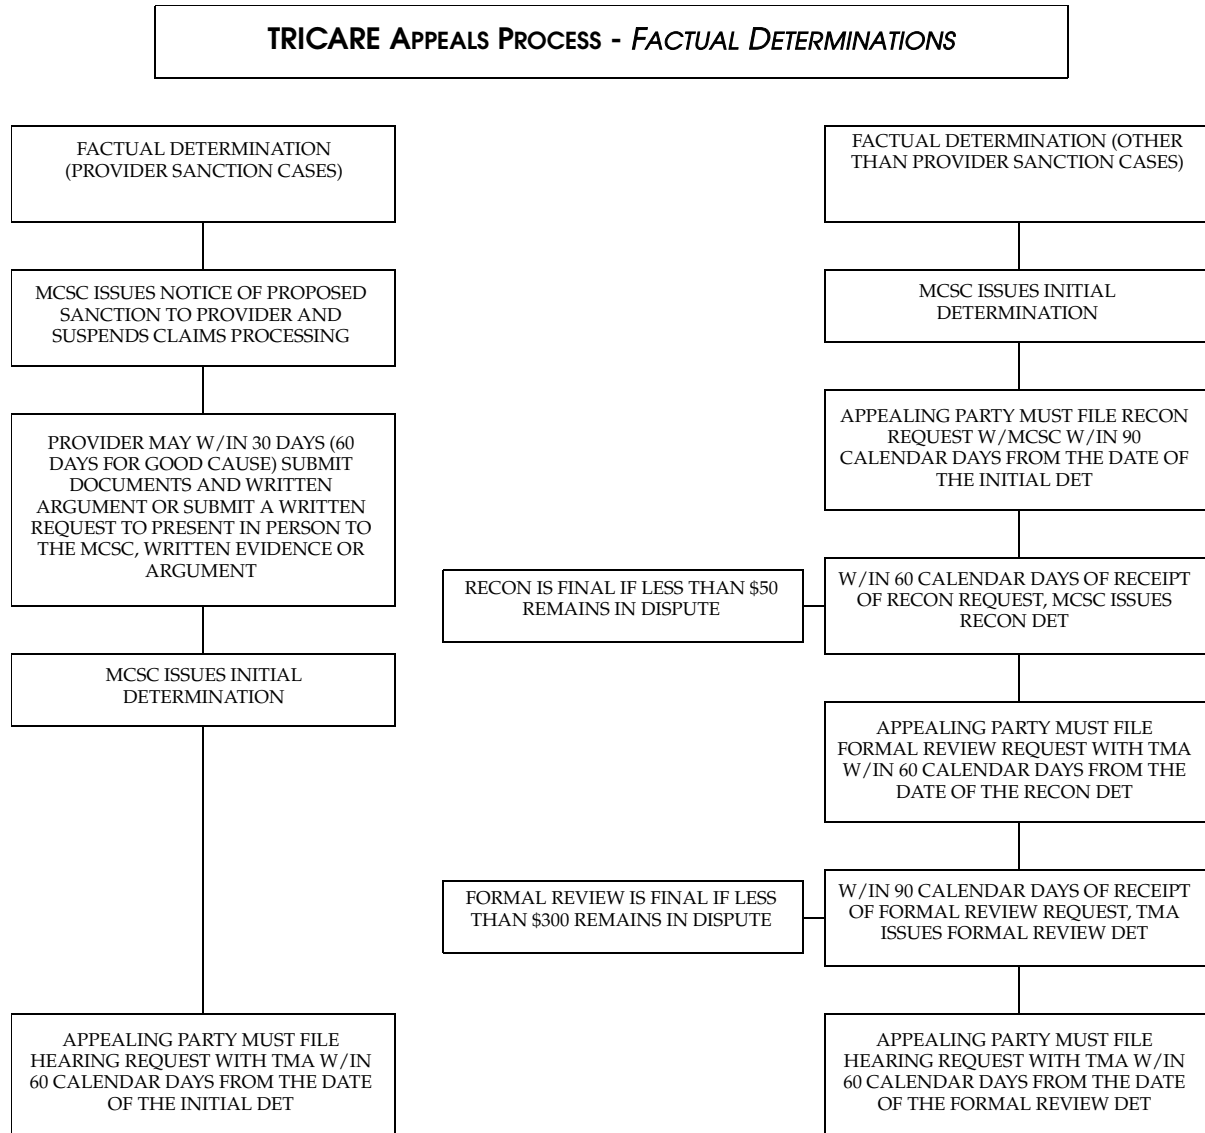 TRICARE APPEALS PROCESS - FACTUAL DETERMINATIONS
FACTUAL DETERMINATION
(PROVIDER SANCTION CASES)
MCSC ISSUES NOTICE OF PROPOSED
SANCTION TO PROVIDER AND
SUSPENDS CLAIMS PROCESSING
PROVIDER MAY W/IN 30 DAYS (60
DAYS FOR GOOD CAUSE) SUBMIT
DOCUMENTS AND WRITTEN
ARGUMENT OR SUBMIT A WRITTEN
REQUEST TO PRESENT IN PERSON TO
THE MCSC, WRITTEN EVIDENCE OR
ARGUMENT
MCSC ISSUES INITIAL
DETERMINATION
APPEALING PARTY MUST FILE
HEARING REQUEST WITH TMA W/IN
60 CALENDAR DAYS FROM THE DATE
OF THE INITIAL DET
FACTUAL DETERMINATION (OTHER
THAN PROVIDER SANCTION CASES)
MCSC ISSUES INITIAL
DETERMINATION
APPEALING PARTY MUST FILE RECON
REQUEST W/MCSC W/IN 90
CALENDAR DAYS FROM THE DATE OF
THE INITIAL DET
RECON IS FINAL IF LESS THAN $50
REMAINS IN DISPUTE
W/IN 60 CALENDAR DAYS OF RECEIPT
OF RECON REQUEST, MCSC ISSUES
RECON DET
APPEALING PARTY MUST FILE
FORMAL REVIEW REQUEST WITH TMA
W/IN 60 CALENDAR DAYS FROM THE
DATE OF THE RECON DET
FORMAL REVIEW IS FINAL IF LESS
THAN $300 REMAINS IN DISPUTE
W/IN 90 CALENDAR DAYS OF RECEIPT
OF FORMAL REVIEW REQUEST, TMA
ISSUES FORMAL REVIEW DET
APPEALING PARTY MUST FILE
HEARING REQUEST WITH TMA W/IN
60 CALENDAR DAYS FROM THE DATE
OF THE FORMAL REVIEW DET